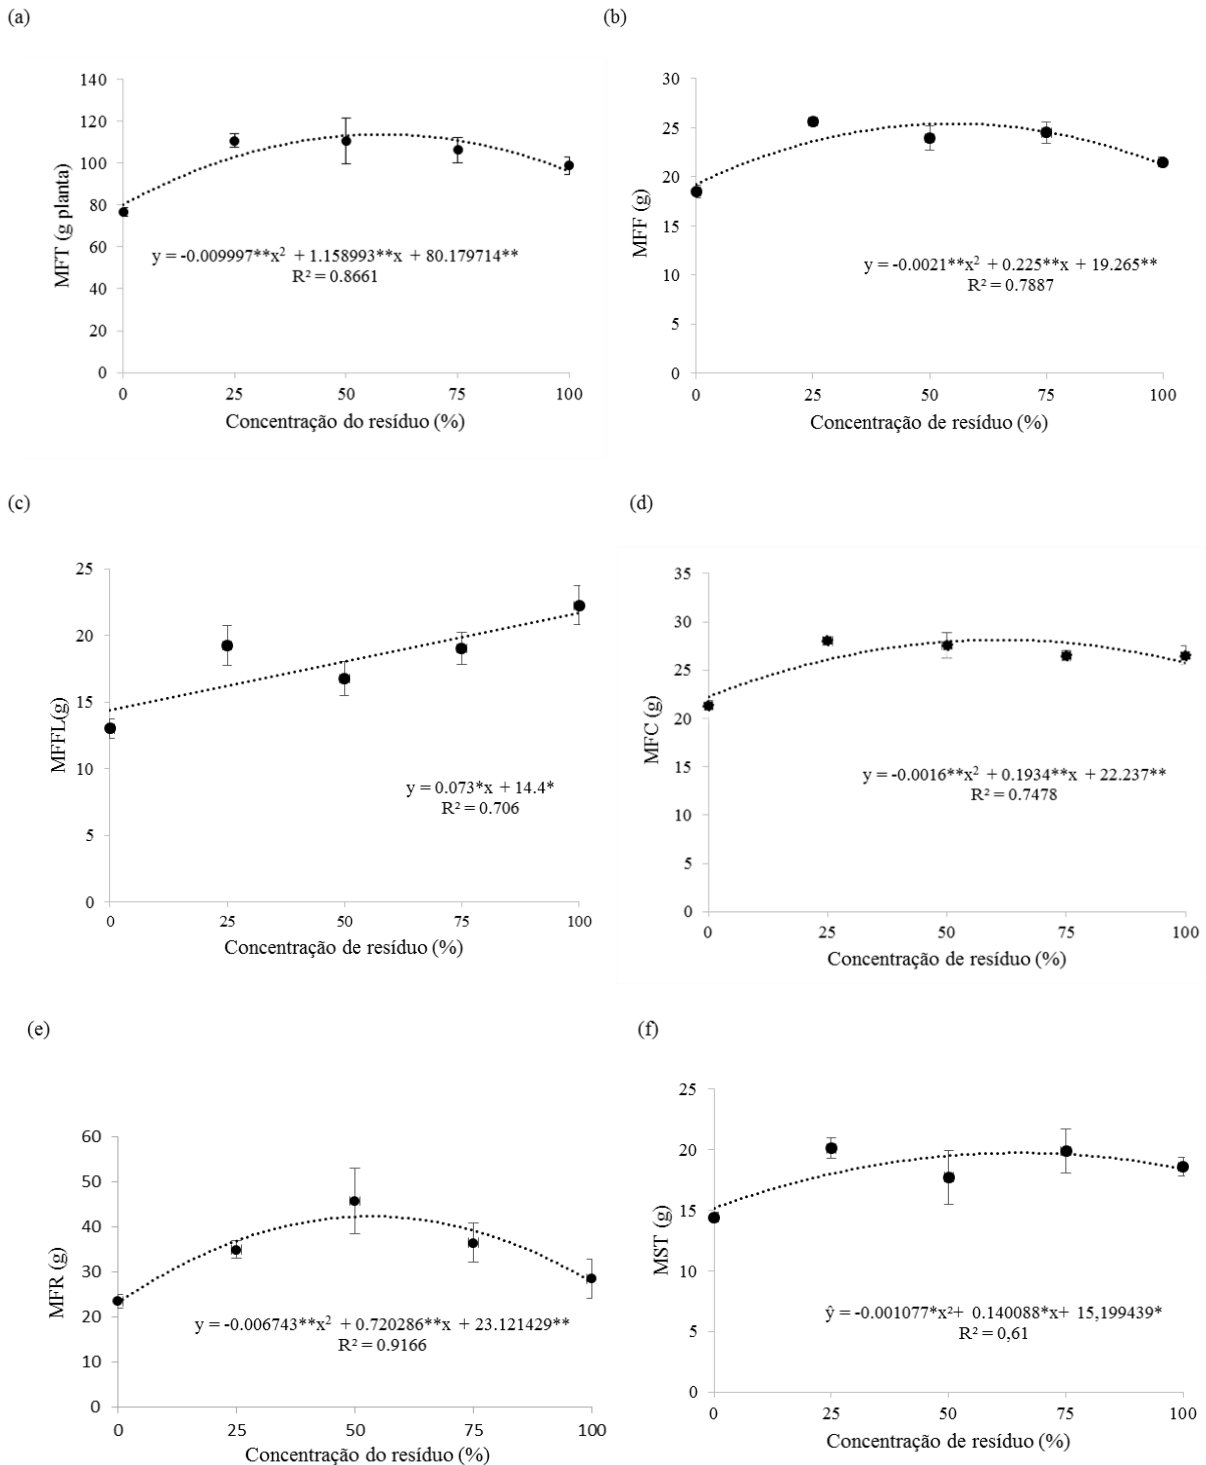 (a)
MFT (g planta)
140
120
100
80
60
40
20
0
y = -0.009997**x² + 1.158993**x + 80.179714**
R² = 0.8661
0 25 50 75 100
Concentração do resíduo (%)
(b)
MFF (g)
30
25
20
15
10
5
0
y = -0.0021**x² + 0.225**x + 19.265**
R² = 0.7887
0 25 50 75 100
Concentração de resíduo (%)
(c)
MFFL(g)
25
20
15
10
5
0
y = 0.073*x + 14.4*
R² = 0.706
0 25 50 75 100
Concentração de resíduo (%)
(d)
MFC (g)
35
30
25
20
15
10
5
0
y = -0.0016**x² + 0.1934**x + 22.237**
R² = 0.7478
0 25 50 75 100
Concentração de resíduo (%)
(e)
MFR (g)
60
50
40
30
20
10
0
y = -0.006743**x² + 0.720286**x + 23.121429**
R² = 0.9166
0 25 50 75 100
Concentração do resíduo (%)
(f)
MST (g)
25
20
15
10
5
0
ŷ = -0.001077*x²+ 0.140088*x+ 15,199439*
R² = 0,61
0 25 50 75 100
Concentração de resíduo (%)